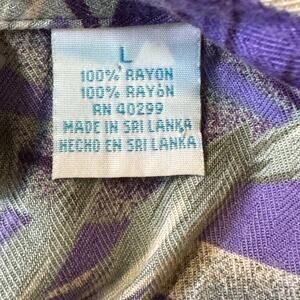 L
100% RAYON
100% RAYÓN
RN 40299
MADE IN SRI LANKA
HECHO EN SRI LANKA